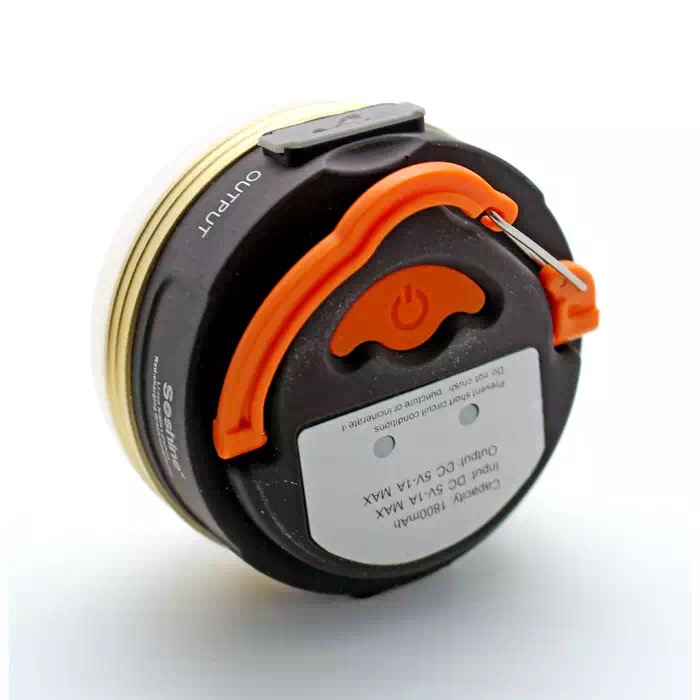 OUTPUT
Soshine
Capacity: 1800mAh
Input: DC 5V-1A MAX
Output: DC 5V-1A MAX
Prevent short circuit conditions
Do not crush puncture or incinerate it